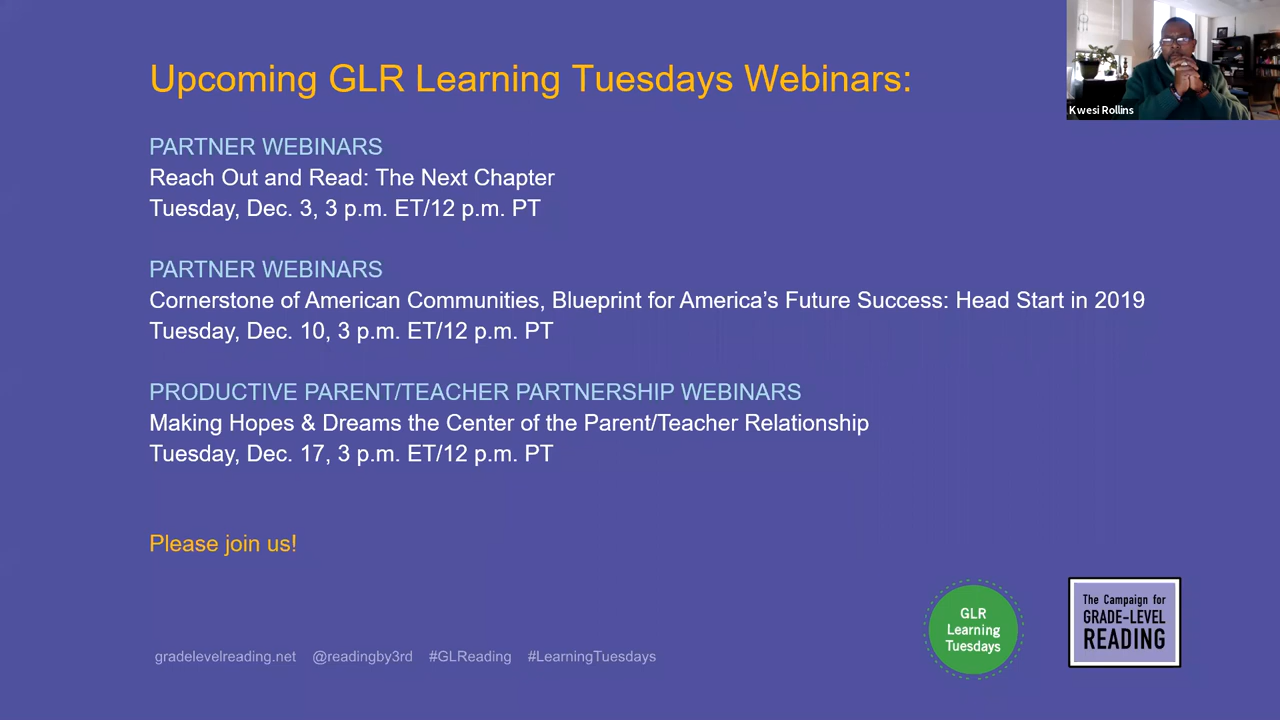 Upcoming GLR Learning Tuesdays Webinars:
Kwesi Rollins
PARTNER WEBINARS
Reach Out and Read: The Next Chapter
Tuesday, Dec. 3, 3 p.m. ET/12 p.m. PT
PARTNER WEBINARS
Cornerstone of American Communities, Blueprint for America’s Future Success: Head Start in 2019
Tuesday, Dec. 10, 3 p.m. ET/12 p.m. PT
PRODUCTIVE PARENT/TEACHER PARTNERSHIP WEBINARS
Making Hopes & Dreams the Center of the Parent/Teacher Relationship
Tuesday, Dec. 17, 3 p.m. ET/12 p.m. PT
Please join us!
gradelevelreading.net @readingby3rd #GLReading #LearningTuesdays
GLR
Learning
Tuesdays
The Campaign for
GRADE-LEVEL
READING